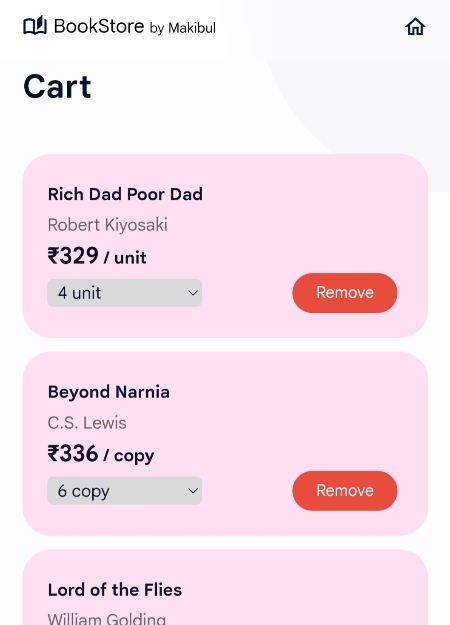 BookStore by Makibul
Cart
Rich Dad Poor Dad
Robert Kiyosaki
₹329 / unit
4 unit
Remove
Beyond Narnia
C.S. Lewis
₹336 / copy
6 copy
Remove
Lord of the Flies
William Golding